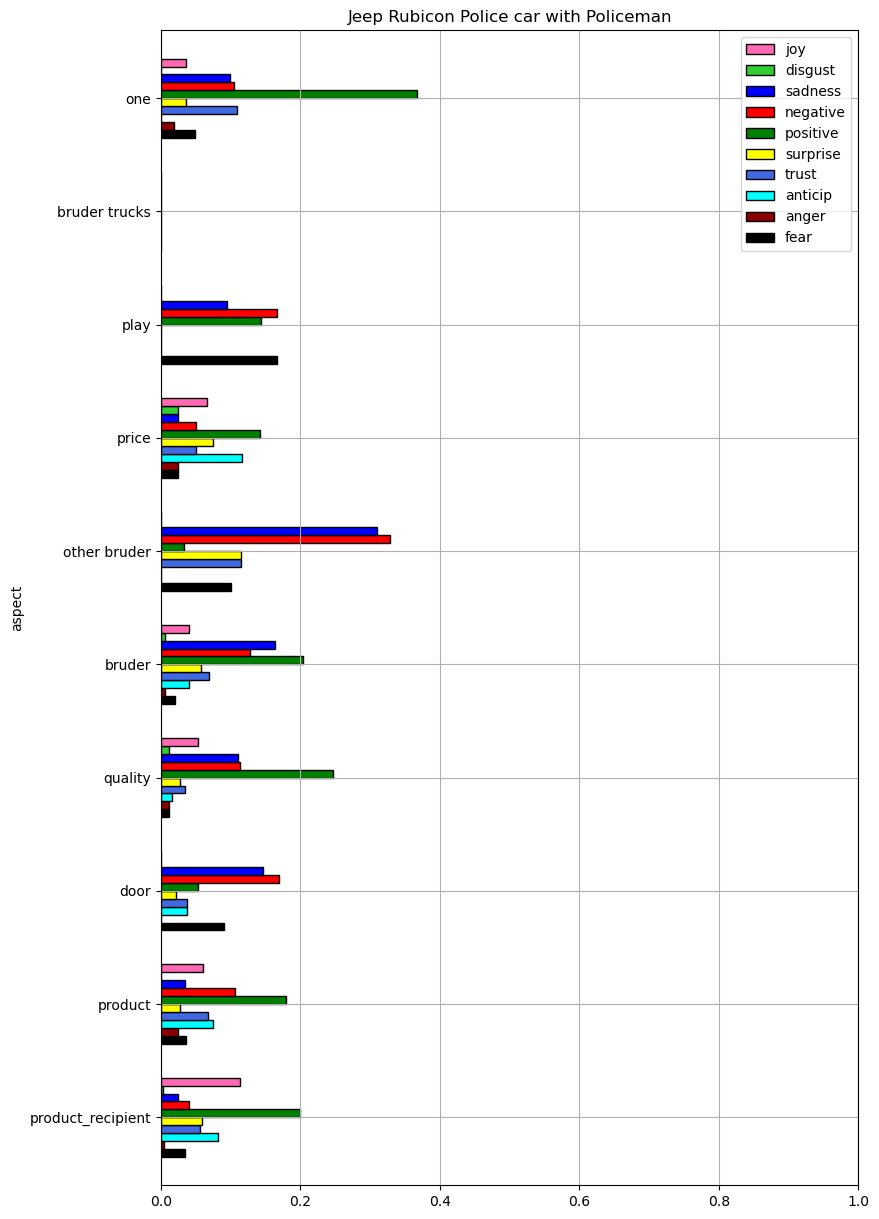 Jeep Rubicon Police car with Policeman
joy
disgust
sadness
negative
positive
surprise
trust
anticip
anger
fear
aspect
one
bruder trucks
play
price
other bruder
bruder
quality
door
product
product_recipient
0.0 0.2 0.4 0.6 0.8 1.0